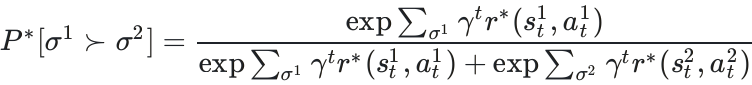 P^*[\sigma^1 \succ \sigma^2] = \frac{\exp \sum_{\sigma^1} \gamma^t r^*(s_t^1, a_t^1)}{\exp \sum_{\sigma^1} \gamma^t r^*(s_t^1, a_t^1) + \exp \sum_{\sigma^2} \gamma^t r^*(s_t^2, a_t^2)}